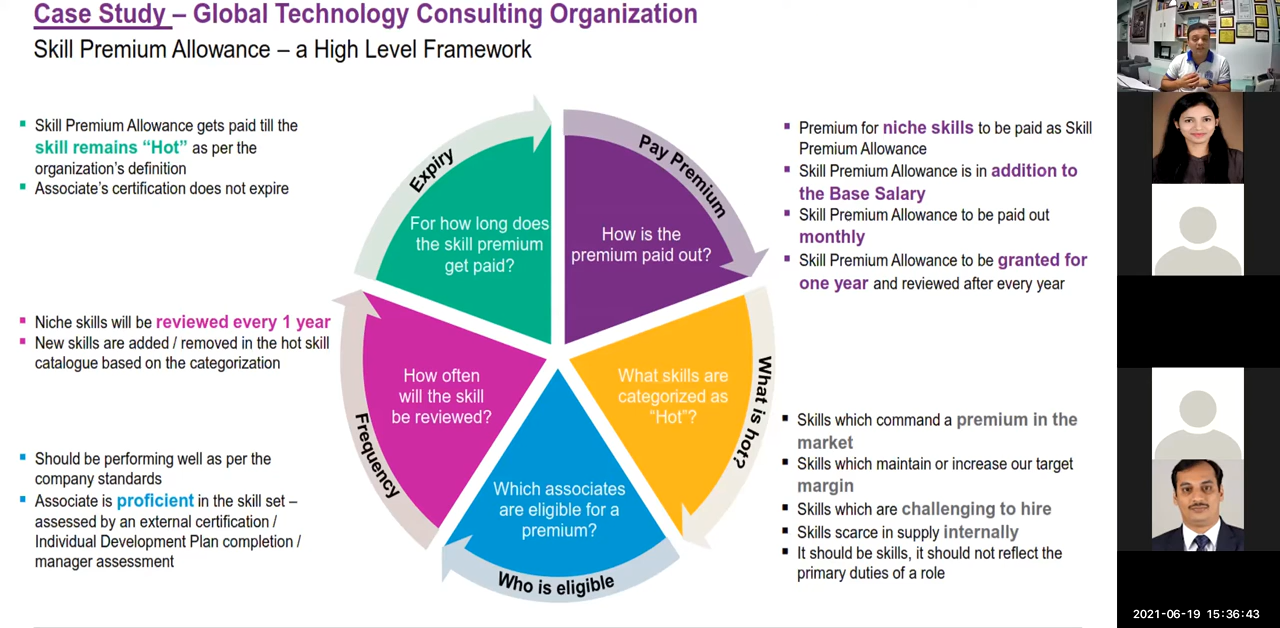 Case Study – Global Technology Consulting Organization
Skill Premium Allowance – a High Level Framework
▪ Skill Premium Allowance gets paid till the
skill remains “Hot” as per the
organization’s definition
▪ Associate’s certification does not expire
▪ Niche skills will be reviewed every 1 year
▪ New skills are added / removed in the hot skill
catalogue based on the categorization
▪ Should be performing well as per the
company standards
▪ Associate is proficient in the skill set –
assessed by an external certification /
Individual Development Plan completion /
manager assessment
Expiry
For how long does
the skill premium
get paid?
Pay Premium
How is the
premium paid out?
What is hot?
What skills are
categorized as
“Hot”?
Who is eligible
Which associates
are eligible for a
premium?
Frequency
How often
will the skill
be reviewed?
▪ Premium for niche skills to be paid as Skill
Premium Allowance
▪ Skill Premium Allowance is in addition to
the Base Salary
▪ Skill Premium Allowance to be paid out
monthly
▪ Skill Premium Allowance to be granted for
one year and reviewed after every year
▪ Skills which command a premium in the
market
▪ Skills which maintain or increase our target
margin
▪ Skills which are challenging to hire
▪ Skills scarce in supply internally
▪ It should be skills, it should not reflect the
primary duties of a role
2021-06-19 15:36:43